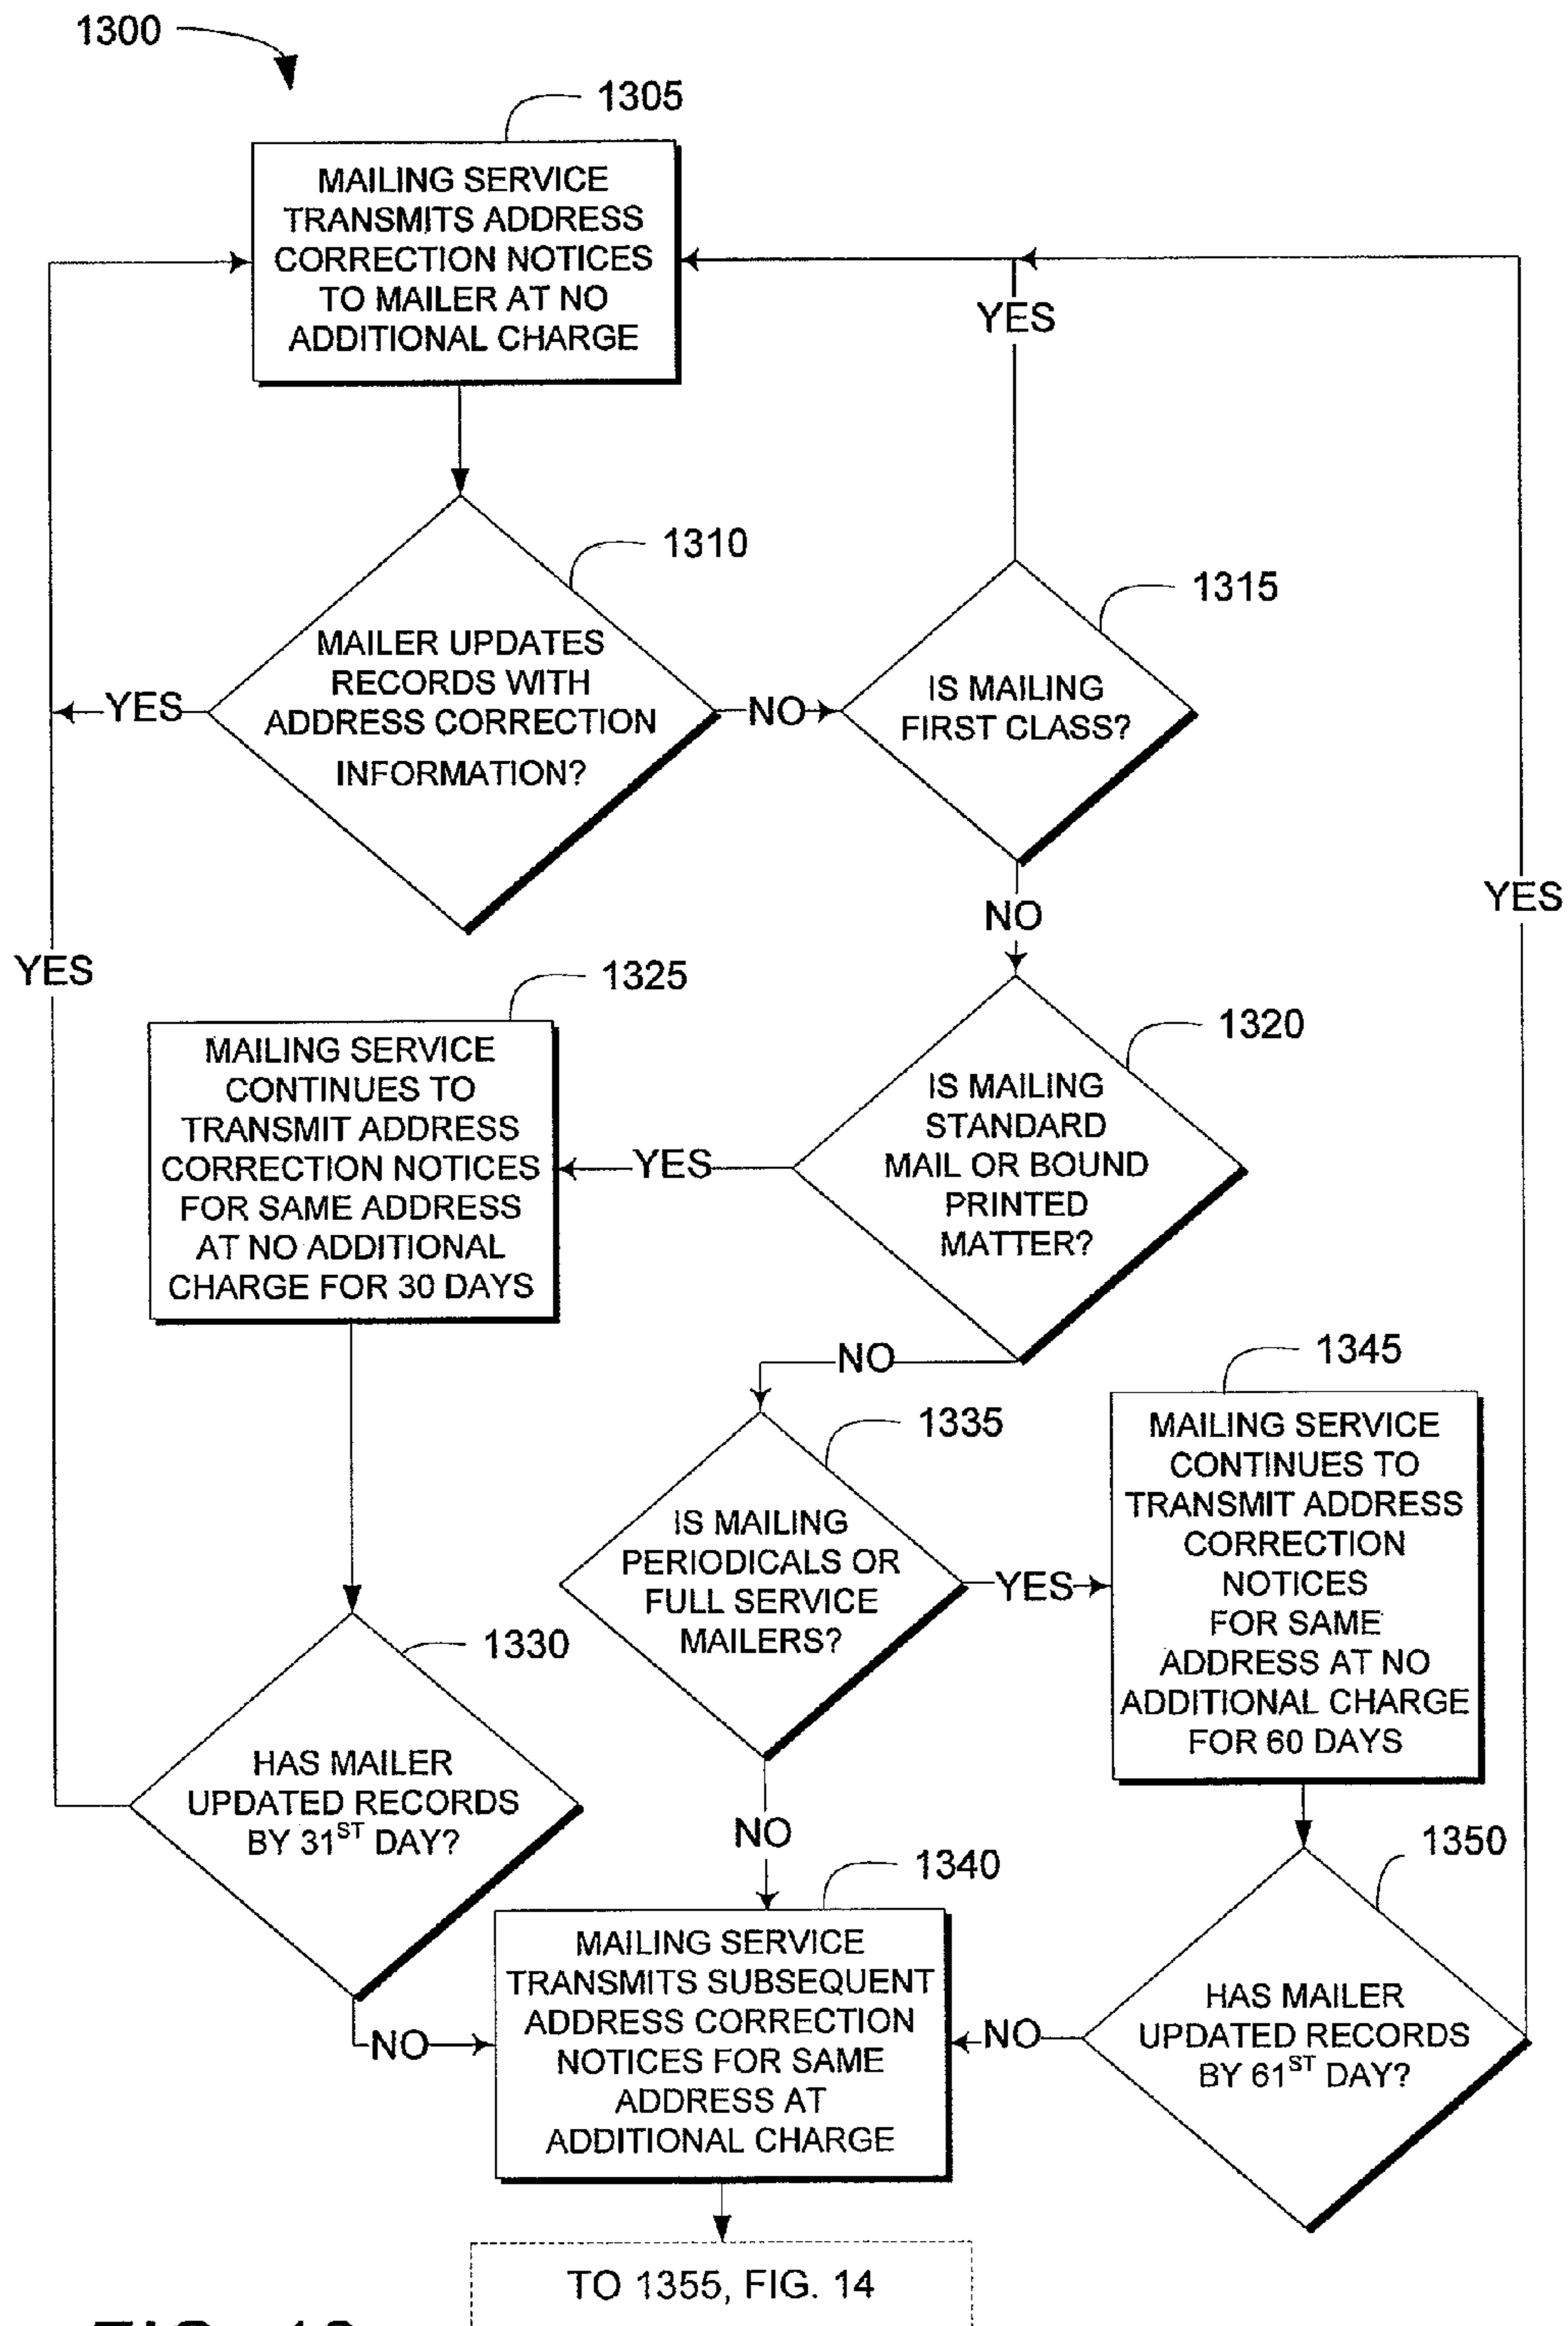 1300
1305
MAILING SERVICE
TRANSMITS ADDRESS
CORRECTION NOTICES
TO MAILER AT NO
ADDITIONAL CHARGE
YES
1310
MAILER UPDATES
RECORDS WITH
ADDRESS CORRECTION
INFORMATION?
YES
NO
1315
IS MAILING
FIRST CLASS?
NO
YES
YES
1325
MAILING SERVICE
CONTINUES TO
TRANSMIT ADDRESS
CORRECTION NOTICES
FOR SAME ADDRESS
AT NO ADDITIONAL
CHARGE FOR 30 DAYS
YES
1320
IS MAILING
STANDARD
MAIL OR BOUND
PRINTED
MATTER?
NO
1335
IS MAILING
PERIODICALS OR
FULL SERVICE
MAILERS?
YES
1345
MAILING SERVICE
CONTINUES TO
TRANSMIT ADDRESS
CORRECTION
NOTICES
FOR SAME
ADDRESS AT NO
ADDITIONAL CHARGE
FOR 60 DAYS
1330
HAS MAILER
UPDATED RECORDS
BY 31ST DAY?
NO
NO
1340
MAILING SERVICE
TRANSMITS SUBSEQUENT
ADDRESS CORRECTION
NOTICES FOR SAME
ADDRESS AT
ADDITIONAL CHARGE
NO
1350
HAS MAILER
UPDATED RECORDS
BY 61ST DAY?
TO 1355, FIG. 14